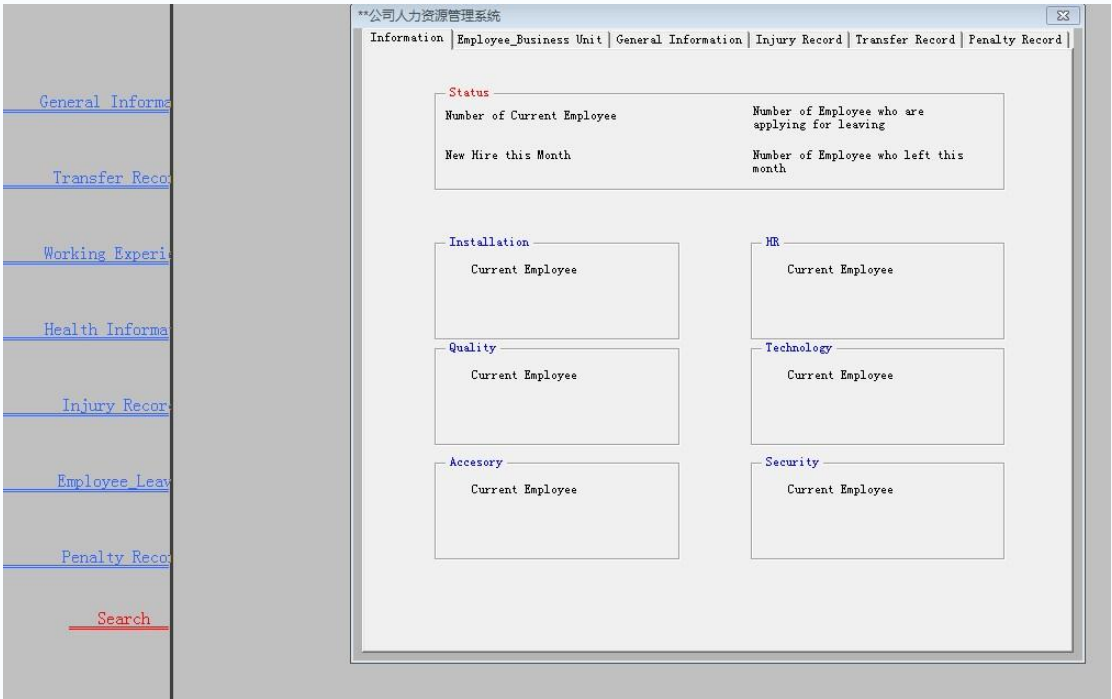 **公司人力资源管理系统
Information Employee_Business Unit General Information Injury Record Transfer Record Penalty Record
General Informa
Transfer Reco
Working Experi
Health Informa
Injury Recor
Employee_Leav
Penalty Reco
Search
Status
Number of Current Employee
Number of Employee who are
applying for leaving
New Hire this Month
Number of Employee who left this
month
Installation
Current Employee
HR
Current Employee
Quality
Current Employee
Technology
Current Employee
Accesory
Current Employee
Security
Current Employee